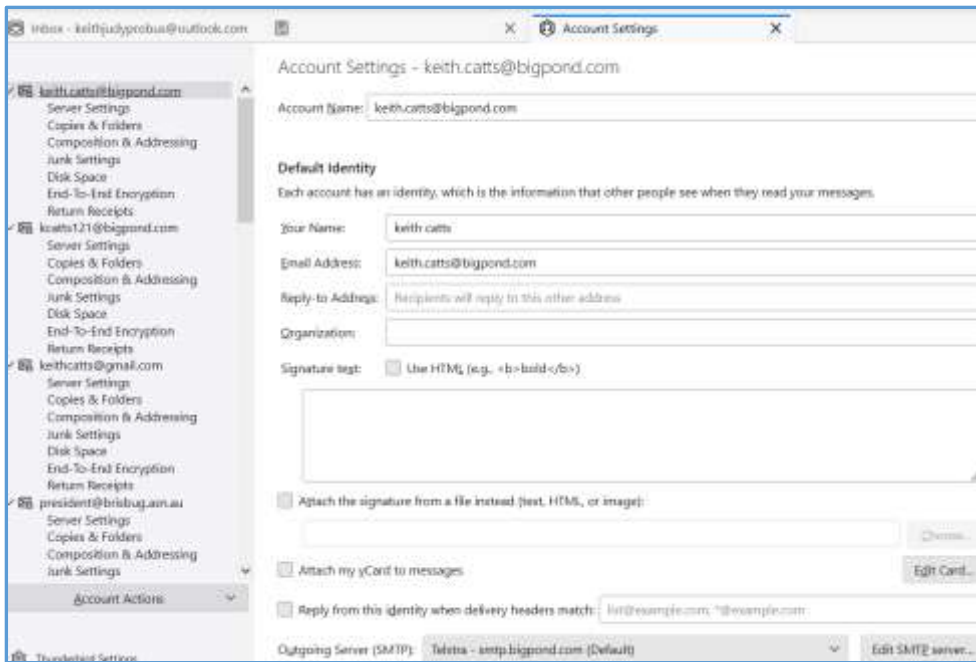 Inbox - keithjudyprobus@outlook.com
Account Settings
Account Settings - keith.catts@bigpond.com
keith.catts@bigpond.com
Server Settings
Copies & Folders
Composition & Addressing
Junk Settings
Disk Space
End-To-End Encryption
Return Receipts
kcatts121@bigpond.com
Server Settings
Copies & Folders
Composition & Addressing
Junk Settings
Disk Space
End-To-End Encryption
Return Receipts
keithcatts@gmail.com
Server Settings
Copies & Folders
Composition & Addressing
Junk Settings
Disk Space
End-To-End Encryption
Return Receipts
president@brisbug.asn.au
Server Settings
Copies & Folders
Composition & Addressing
Junk Settings
Account Actions
Thunderbird Settings
Account Name: keith.catts@bigpond.com
Default Identity
Each account has an identity, which is the information that other people see when they read your messages.
Your Name: keith catts
Email Address: keith.catts@bigpond.com
Reply-to Address: Recipients will reply to this other address
Organization:
Signature text: Use HTML (e.g., <b>bold</b>)
Attach the signature from a file instead (text, HTML, or image):
Choose...
Attach my vCard to messages
Edit Card...
Reply from this identity when delivery headers match: list@example.com, *@example.com
Outgoing Server (SMTP): Telstra - smtp.bigpond.com (Default)
Edit SMTP server...